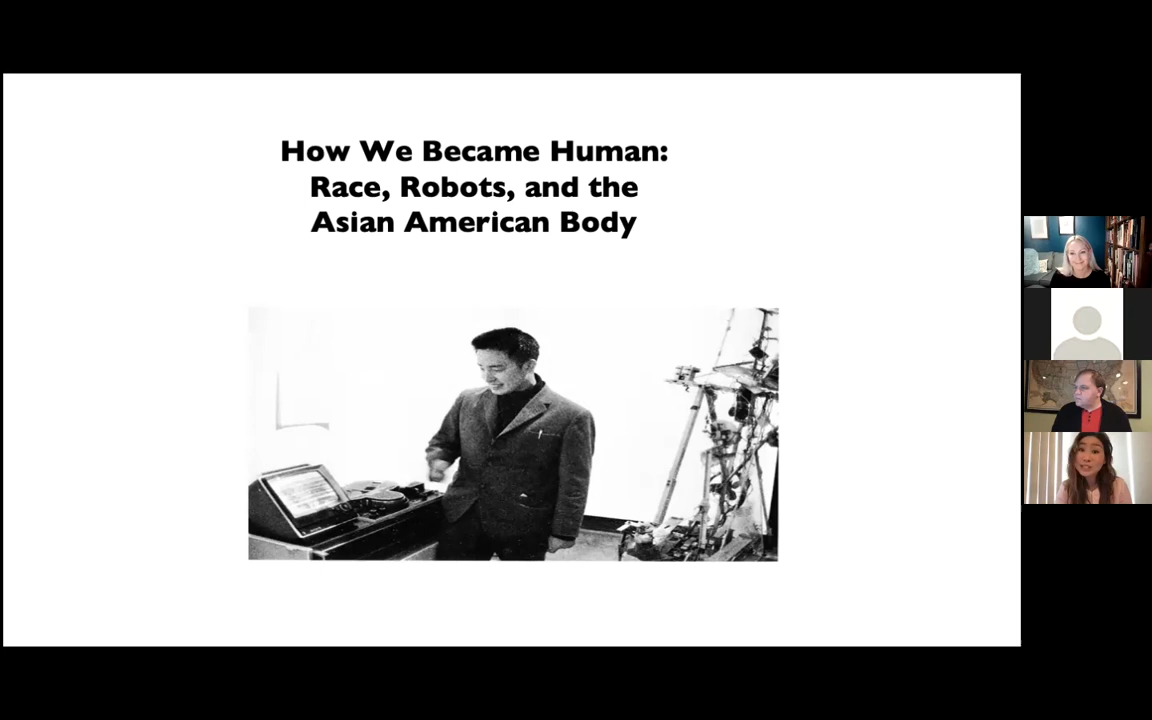 How We Became Human:
Race, Robots, and the
Asian American Body